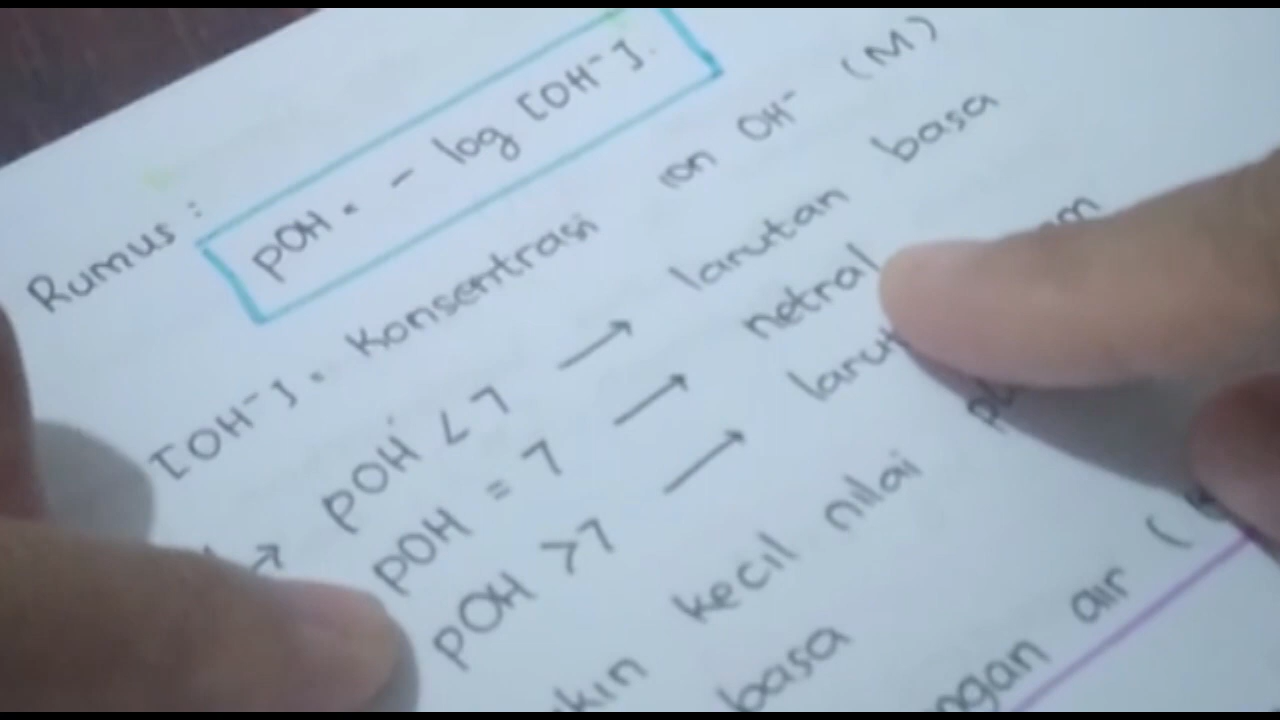 Rumus : pOH = - log [OH⁻].
[OH⁻] = Konsentrasi ion OH⁻ (M)
→ pOH < 7 → larutan basa
pOH = 7 → netral
pOH > 7 →
kecil nilai
basa
air (